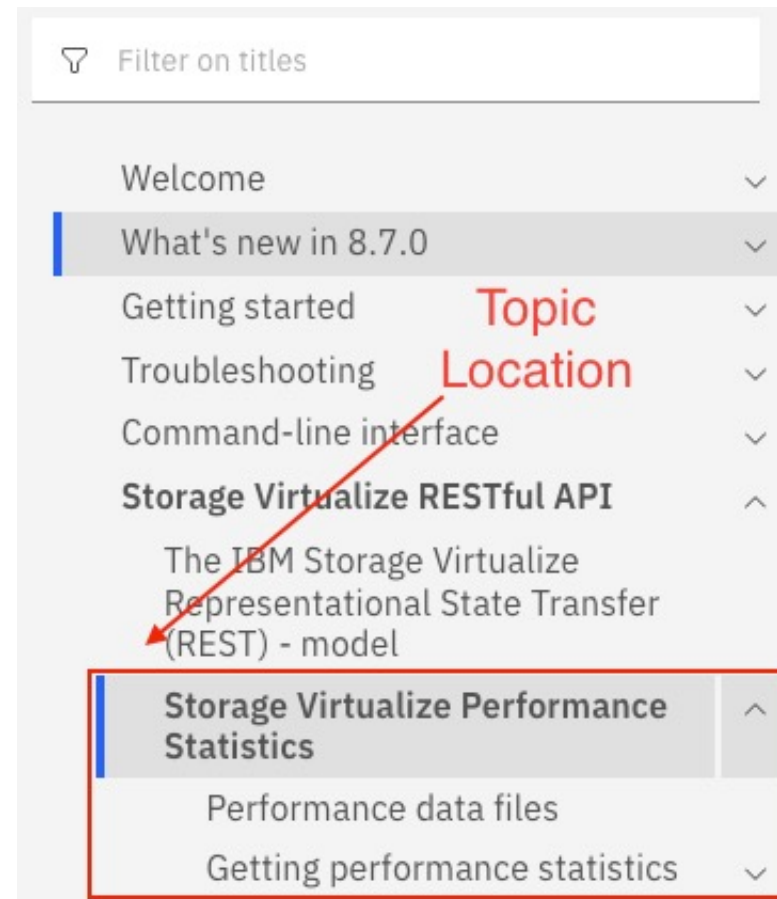 Filter on titles
Welcome
What's new in 8.7.0
Getting started
Topic
Troubleshooting
Location
Command-line interface
Storage Virtualize RESTful API
The IBM Storage Virtualize
Representational State Transfer
(REST) - model
Storage Virtualize Performance
Statistics
Performance data files
Getting performance statistics